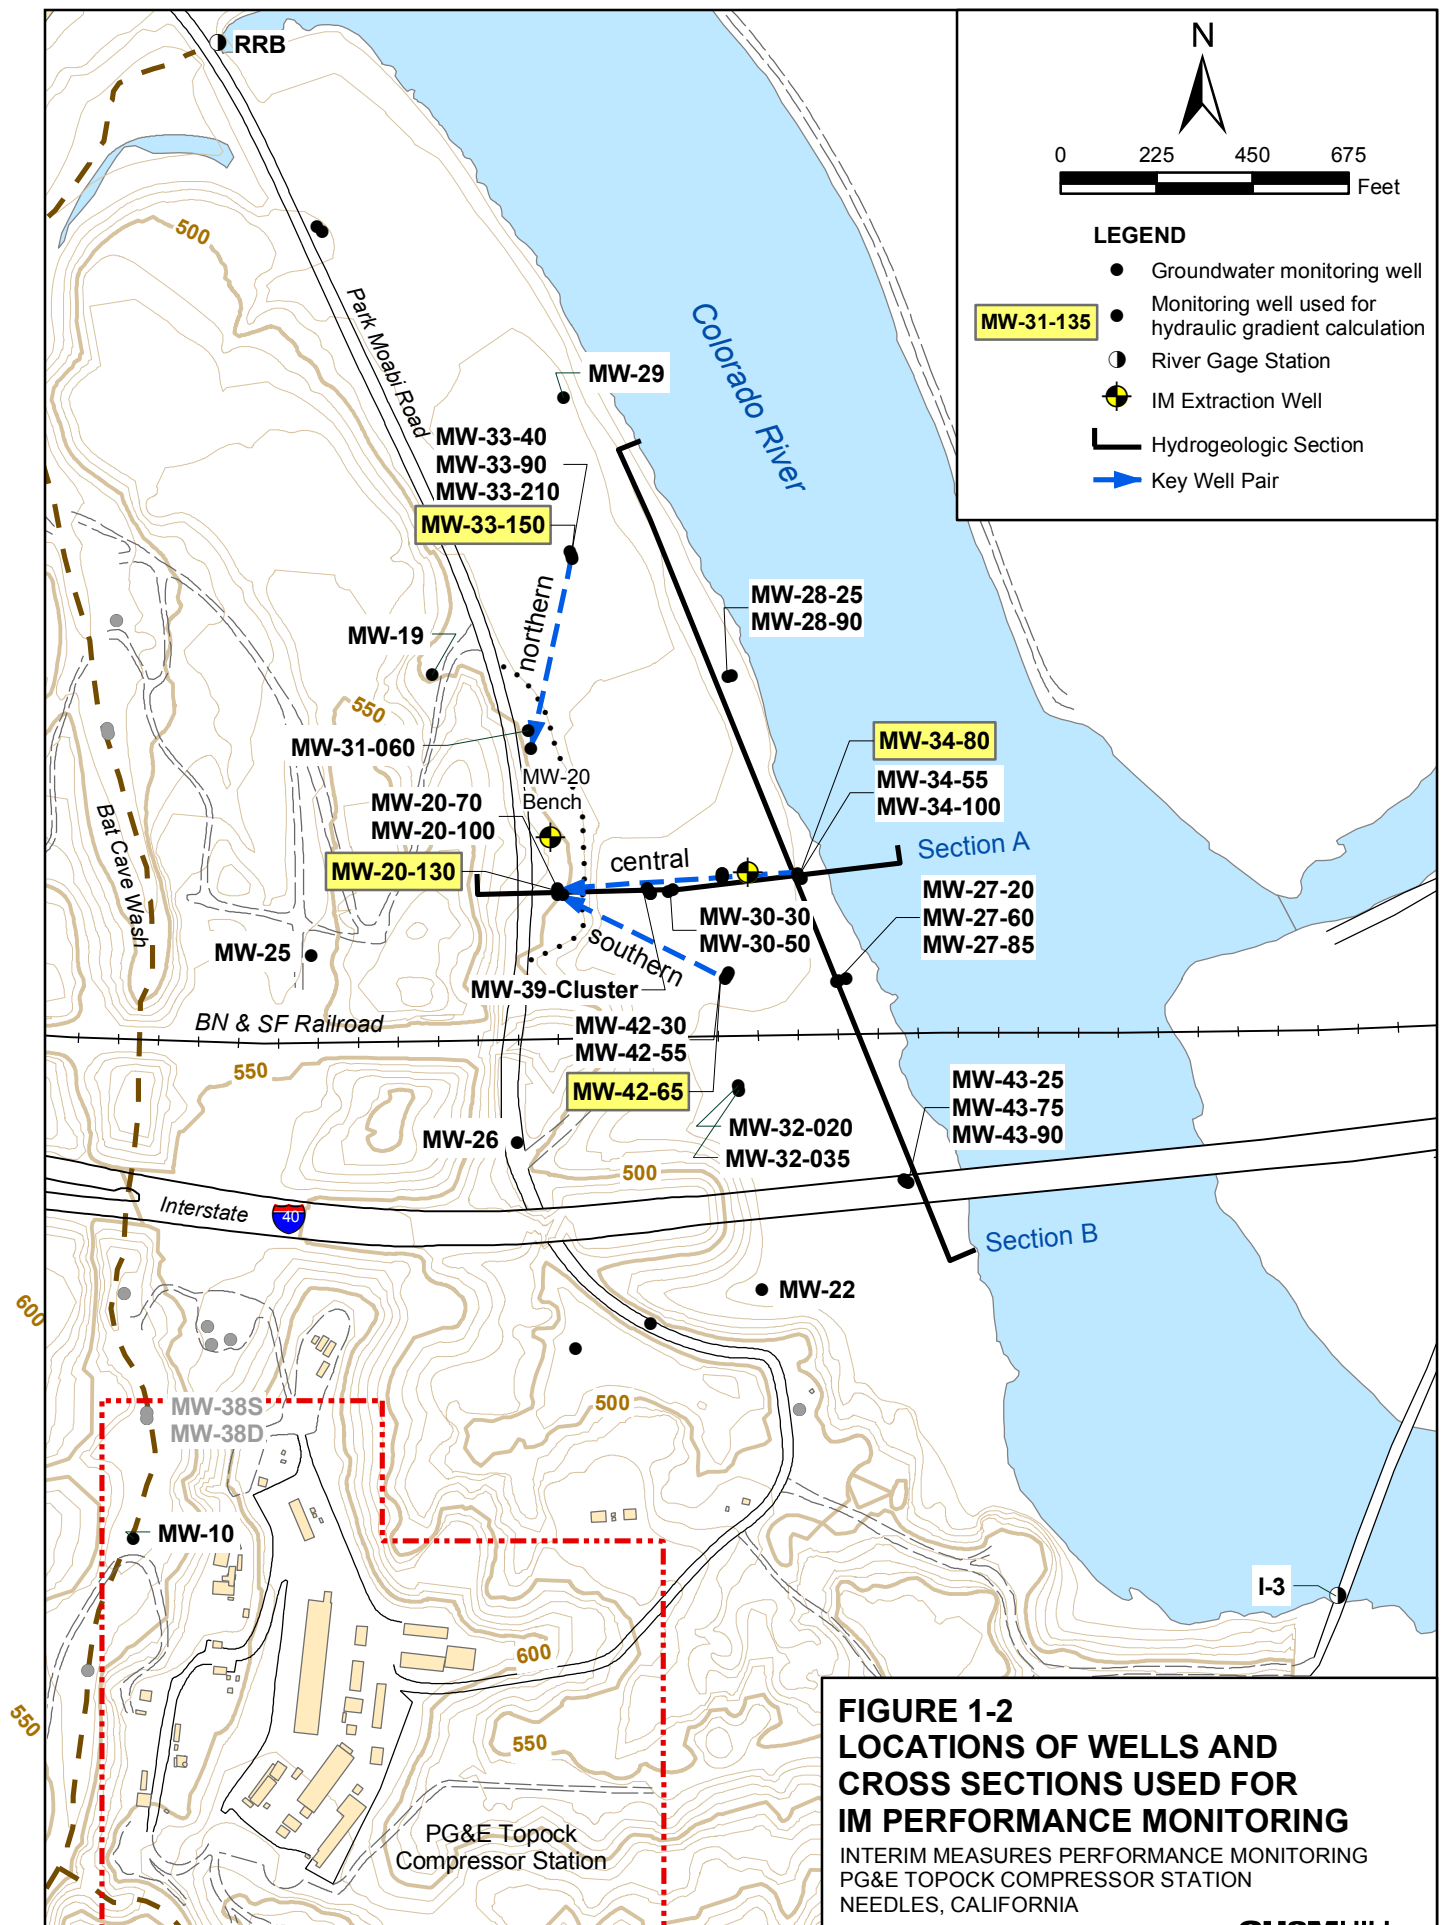 RRB
N
0 225 450 675
Feet
LEGEND
Groundwater monitoring well
MW-31-135
Monitoring well used for
hydraulic gradient calculation
River Gage Station
IM Extraction Well
Hydrogeologic Section
Key Well Pair
500
Park Moabi Road
Colorado River
MW-29
MW-33-40
MW-33-90
MW-33-210
MW-33-150
northern
MW-28-25
MW-28-90
MW-19
550
MW-31-060
MW-20
Bench
MW-34-80
MW-34-55
MW-34-100
MW-20-70
MW-20-100
MW-20-130
Bat Cave Wash
central
Section A
MW-27-20
MW-27-60
MW-27-85
MW-30-30
MW-30-50
southern
MW-25
MW-39-Cluster
BN & SF Railroad
MW-42-30
MW-42-55
MW-42-65
550
MW-43-25
MW-43-75
MW-43-90
MW-32-020
MW-32-035
MW-26
500
Interstate
40
Section B
MW-22
600
MW-38S
MW-38D
500
MW-10
I-3
600
550
550
PG&E Topock
Compressor Station
FIGURE 1-2
LOCATIONS OF WELLS AND
CROSS SECTIONS USED FOR
IM PERFORMANCE MONITORING
INTERIM MEASURES PERFORMANCE MONITORING
PG&E TOPOCK COMPRESSOR STATION
NEEDLES, CALIFORNIA